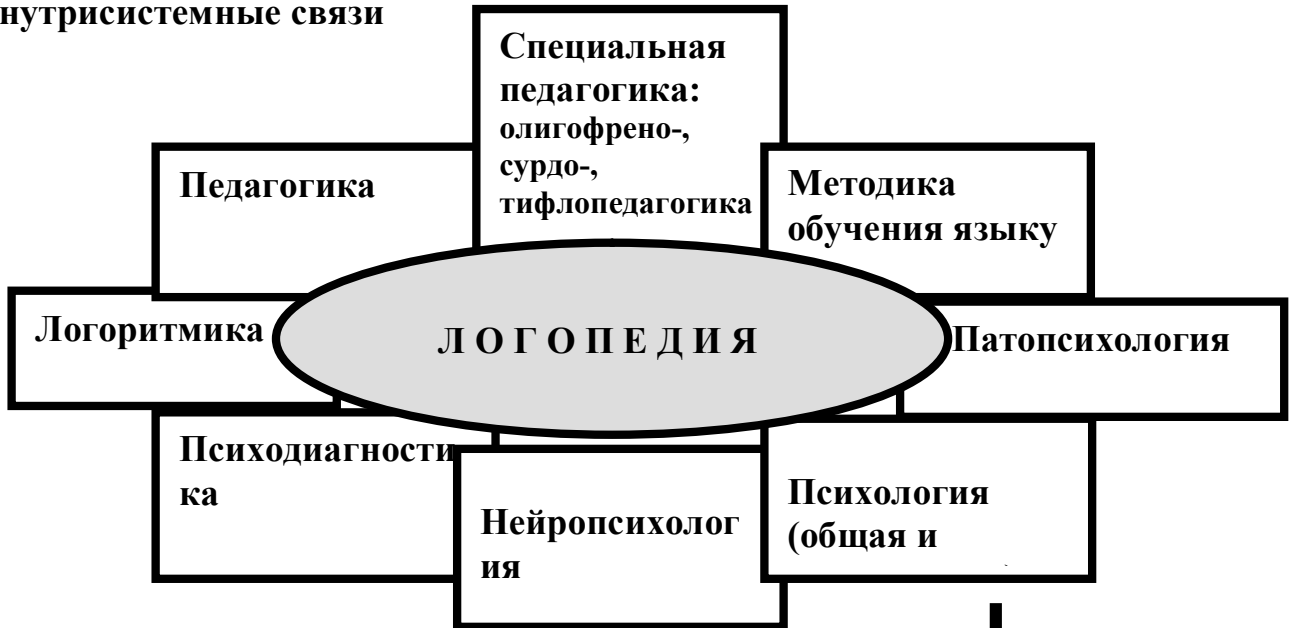 нутрисистемные связи
Специальная
педагогика:
олигофрено-,
сурдо-,
тифлопедагогика
Педагогика
Методика
обучения языку
Логоритмика
Л О Г О П Е Д И Я
Патопсихология
Психодиагности
ка
Нейропсихолог
ия
Психология
(общая и